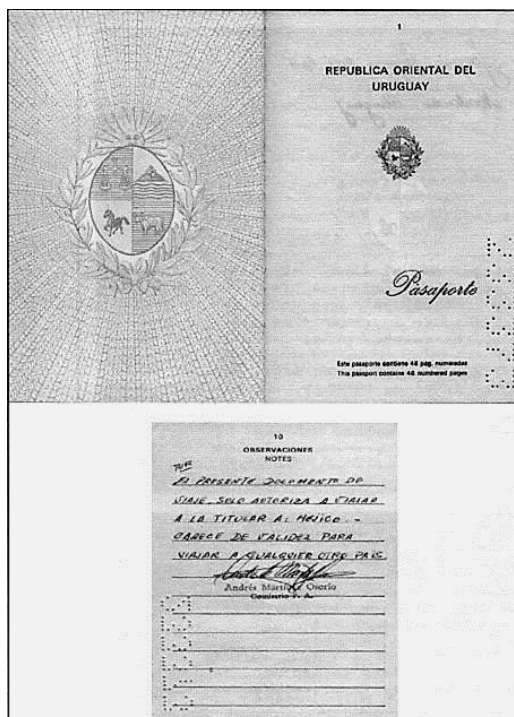 1
REPUBLICA ORIENTAL DEL
URUGUAY
Pasaporte
Este pasaporte contiene 48 pag. numeradas
This passport contains 48 numbered pages
10
OBSERVACIONES
NOTES
EL PRESENTE DOCUMENTO DE
VIAJE, SOLO AUTORIZA A VIAJAR
A LA TITULAR A: MEJICO.-
CARECE DE VALIDEZ PARA
VIAJAR A CUALQUIER OTRO PAIS
Andrés Martínez Osorio
Comisario P. A.